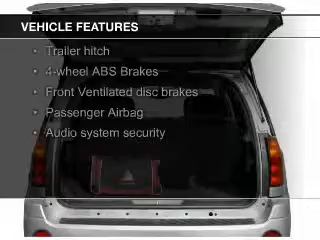 VEHICLE FEATURES
• Trailer hitch
• 4-wheel ABS Brakes
• Front Ventilated disc brakes
• Passenger Airbag
• Audio system security